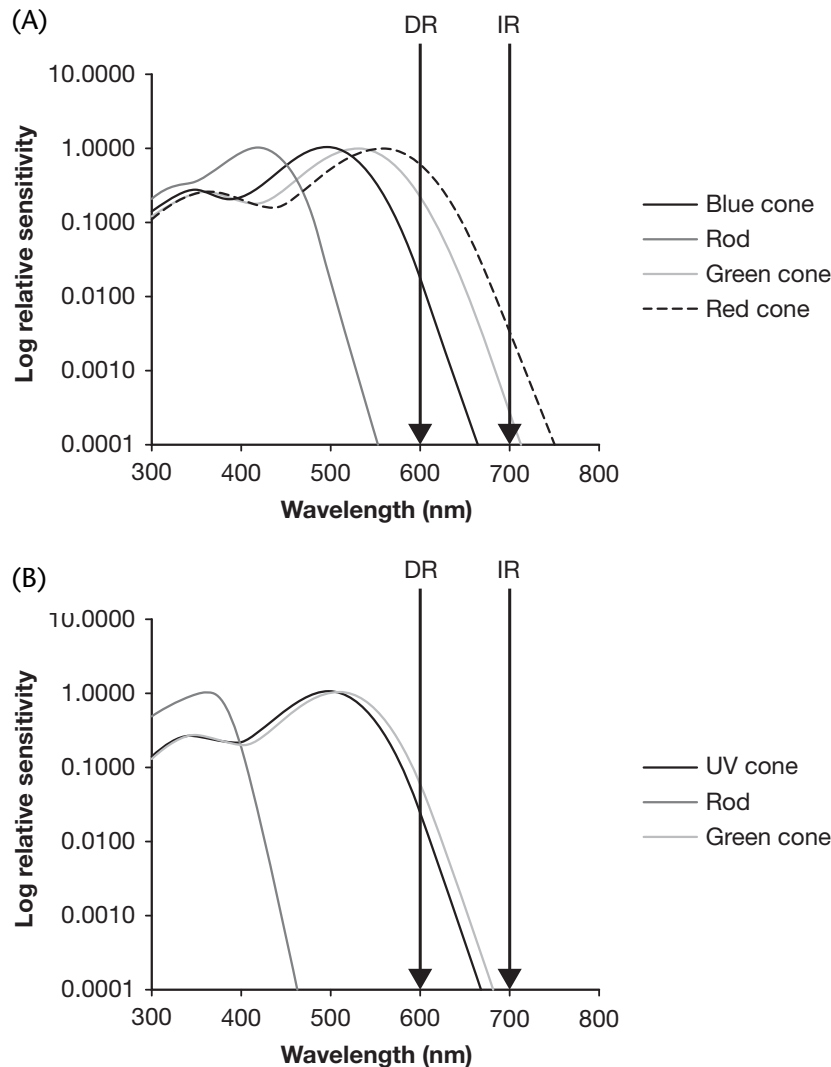 (A)
DR IR
10.0000
1.0000
0.1000
0.0100
0.0010
0.0001
Log relative sensitivity
300 400 500 600 700 800
Wavelength (nm)
Blue cone
Rod
Green cone
Red cone
(B)
DR IR
10.0000
1.0000
0.1000
0.0100
0.0010
0.0001
Log relative sensitivity
300 400 500 600 700 800
Wavelength (nm)
UV cone
Rod
Green cone